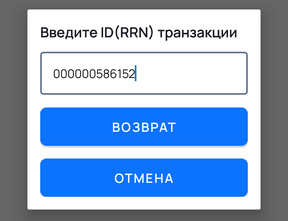 Введите ID(RRN) транзакции
000000586152
ВОЗВРАТ
ОТМЕНА